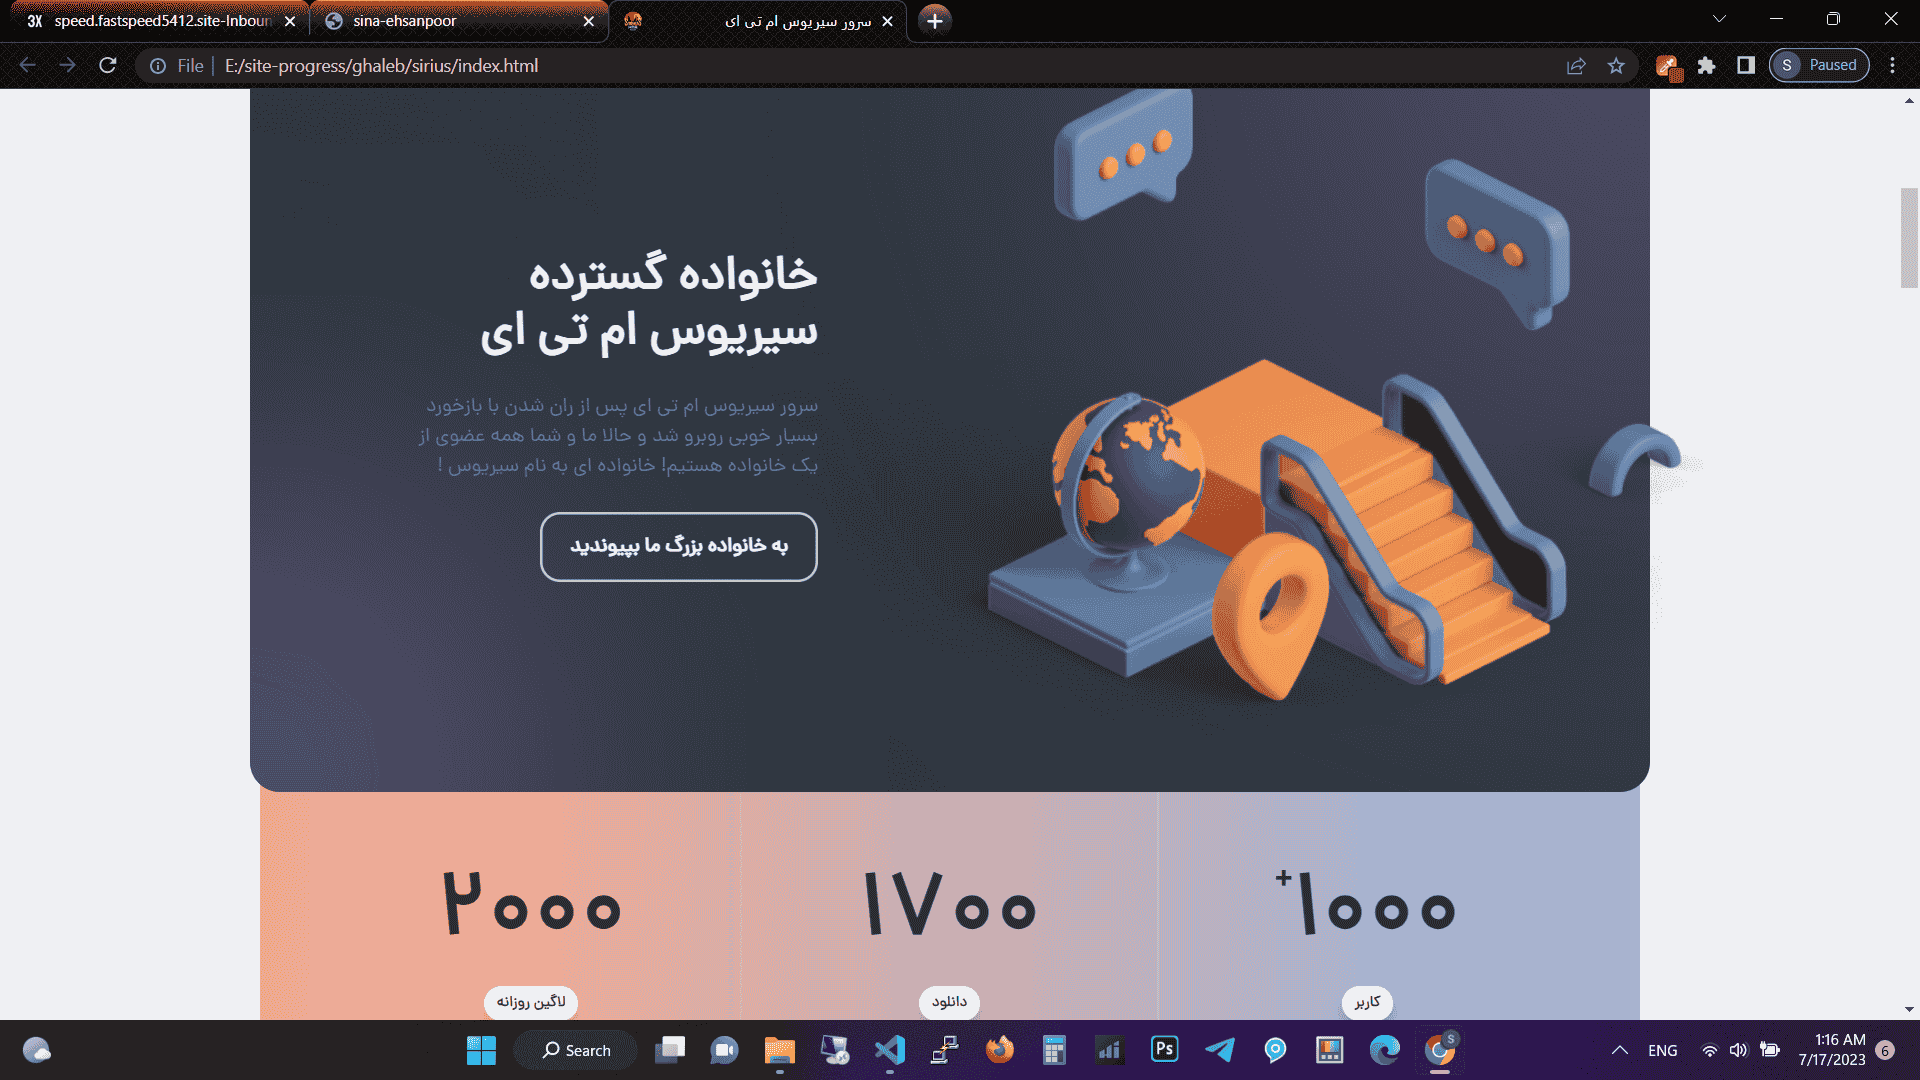 speed.fastspeed5412.site-Inboun
sina-ehsanpoor
سرور سیریوس ام تی ای
File
E:/site-progress/ghaleb/sirius/index.html
S
Paused
خانواده گسترده
سیریوس ام تی ای
سرور سیریوس ام تی ای پس از ران شدن با بازخورد
بسیار خوبی روبرو شد و حالا ما و شما همه عضوی از
یک خانواده هستیم! خانواده ای به نام سیریوس !
به خانواده بزرگ ما بپیوندید
+۱۰۰۰
۱۷۰۰
۲۰۰۰
کاربر
دانلود
لاگین روزانه
Search
Ps
S
ENG
1:16 AM
7/17/2023
6